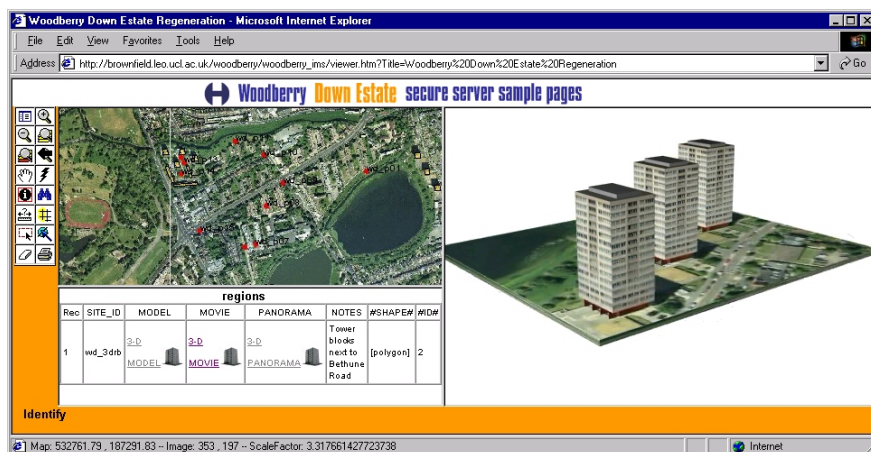 Woodberry Down Estate Regeneration - Microsoft Internet Explorer
File Edit View Favorites Tools Help
Address http://brownfield.leo.ucl.ac.uk/woodberry/woodberry_ims/viewer.htm?Title=Woodberry%20Down%20Estate%20Regeneration Go
Woodberry Down Estate secure server sample pages
wd_p01
regions
Rec SITE_ID MODEL MOVIE PANORAMA NOTES #SHAPE# #ID#
1 wd_3drb 3-D MODEL 3-D MOVIE 3-D PANORAMA Tower blocks next to Bethune Road [polygon] 2
Identify
Map: 532761.79 , 187291.83 -- Image: 353 , 197 -- ScaleFactor: 3.317661427723738
Internet